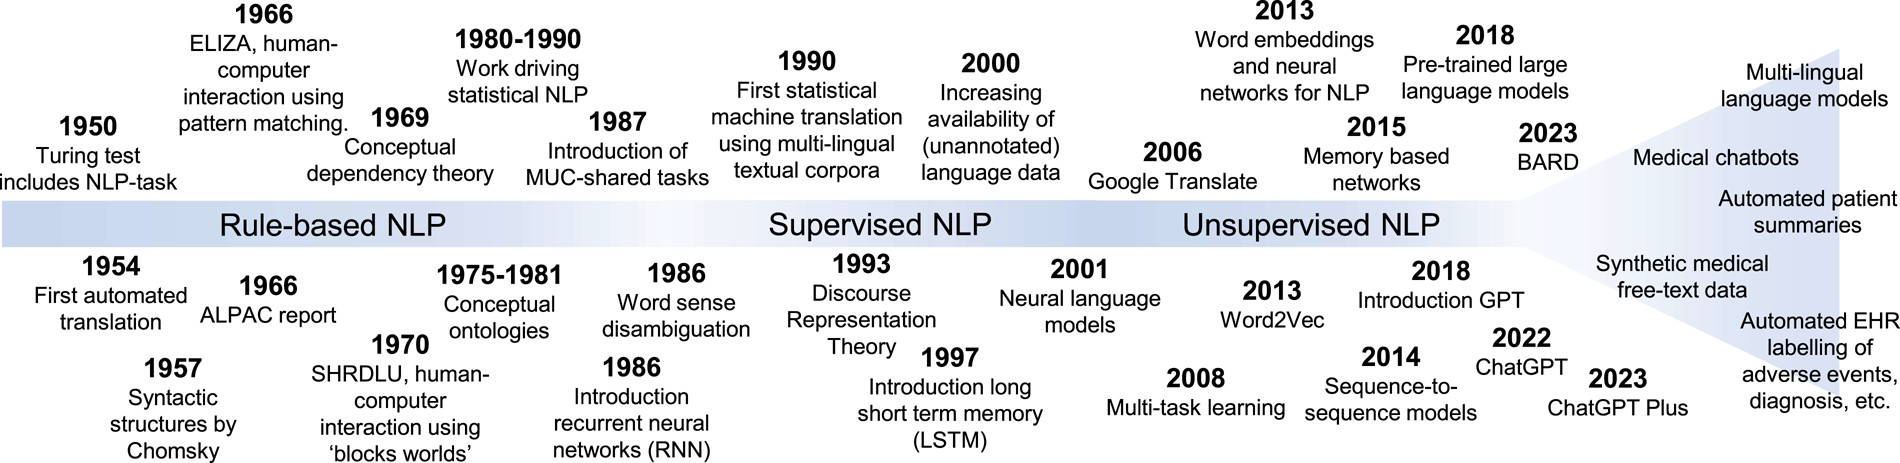 1950
Turing test
includes NLP-task
1966
ELIZA, human-
computer
interaction using
pattern matching.
1969
Conceptual
dependency theory
1980-1990
Work driving
statistical NLP
1987
Introduction of
MUC-shared tasks
1990
First statistical
machine translation
using multi-lingual
textual corpora
2000
Increasing
availability of
(unannotated)
language data
2006
Google Translate
2013
Word embeddings
and neural
networks for NLP
2015
Memory based
networks
2018
Pre-trained large
language models
2023
BARD
Rule-based NLP
Supervised NLP
Unsupervised NLP
1954
First automated
translation
1957
Syntactic
structures by
Chomsky
1966
ALPAC report
1970
SHRDLU, human-
computer
interaction using
‘blocks worlds’
1975-1981
Conceptual
ontologies
1986
Word sense
disambiguation
1986
Introduction
recurrent neural
networks (RNN)
1993
Discourse
Representation
Theory
1997
Introduction long
short term memory
(LSTM)
2001
Neural language
models
2008
Multi-task learning
2013
Word2Vec
2014
Sequence-to-
sequence models
2018
Introduction GPT
2022
ChatGPT
2023
ChatGPT Plus
Multi-lingual
language models
Medical chatbots
Automated patient
summaries
Synthetic medical
free-text data
Automated EHR
labelling of
adverse events,
diagnosis, etc.